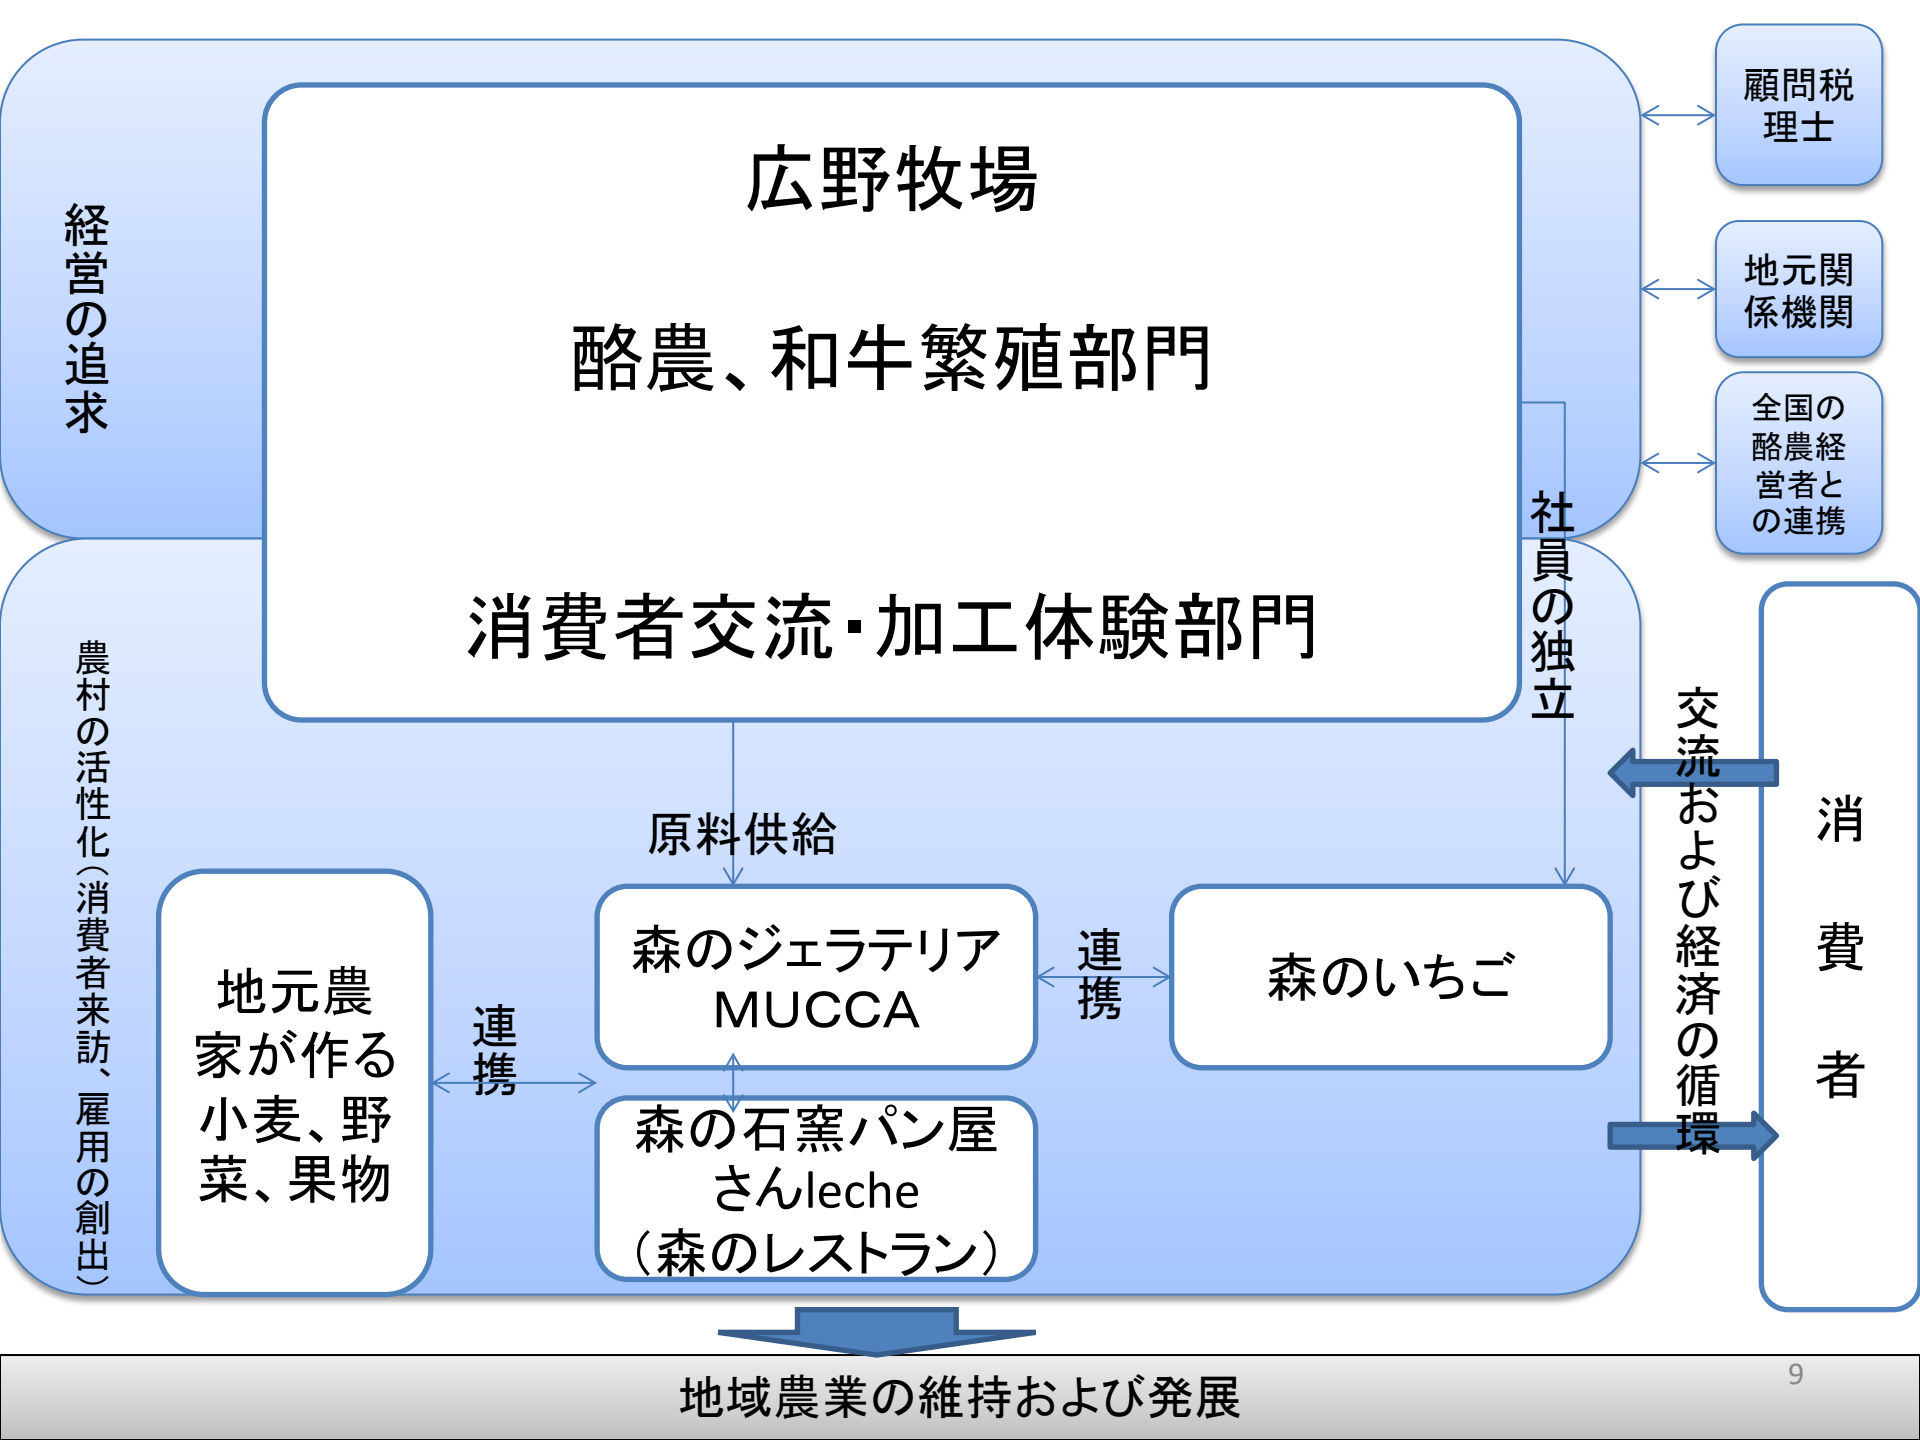 経営の追求
広野牧場
酪農、和牛繁殖部門
消費者交流・加工体験部門
顧問税
理士
地元関
係機関
全国の
酪農経
営者と
の連携
社員の独立
農村の活性化（消費者来訪、雇用の創出）
原料供給
地元農
家が作る
小麦、野
菜、果物
連携
森のジェラテリア
MUCCA
連携
森のいちご
森の石窯パン屋
さんleche
（森のレストラン）
交流および経済の循環
消
費
者
地域農業の維持および発展
9